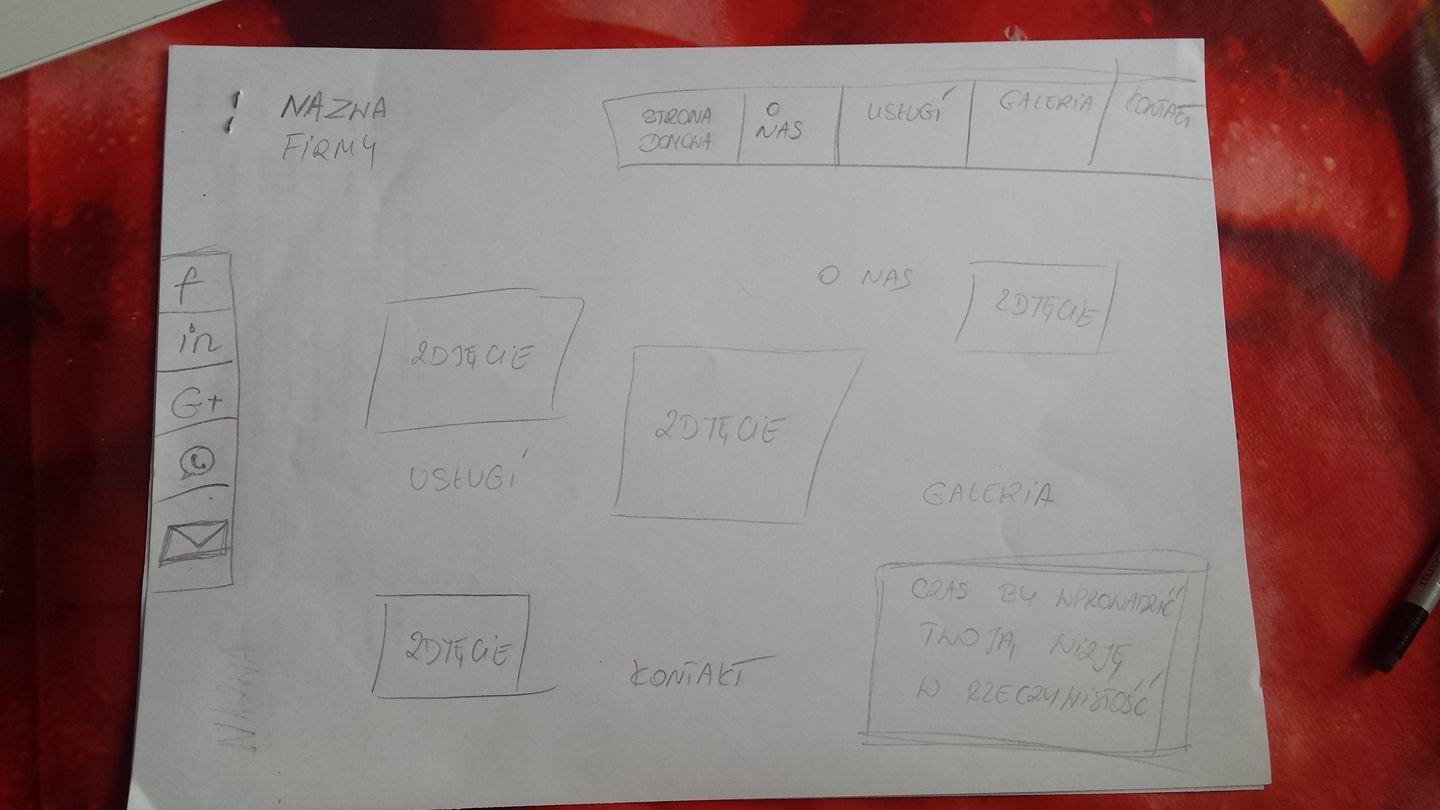 NAZWA
FIRMY
STRONA
DOMOWA
O
NAS
USŁUGI
GALERIA
KONTAKT
f
in
G+
O NAS
ZDJĘCIE
ZDJĘCIE
ZDJĘCIE
USŁUGI
GALERIA
ZDJĘCIE
KONTAKT
CZAS BY WPROWADZIĆ
TWOJĄ WIZJĘ
W RZECZYWISTOŚĆ